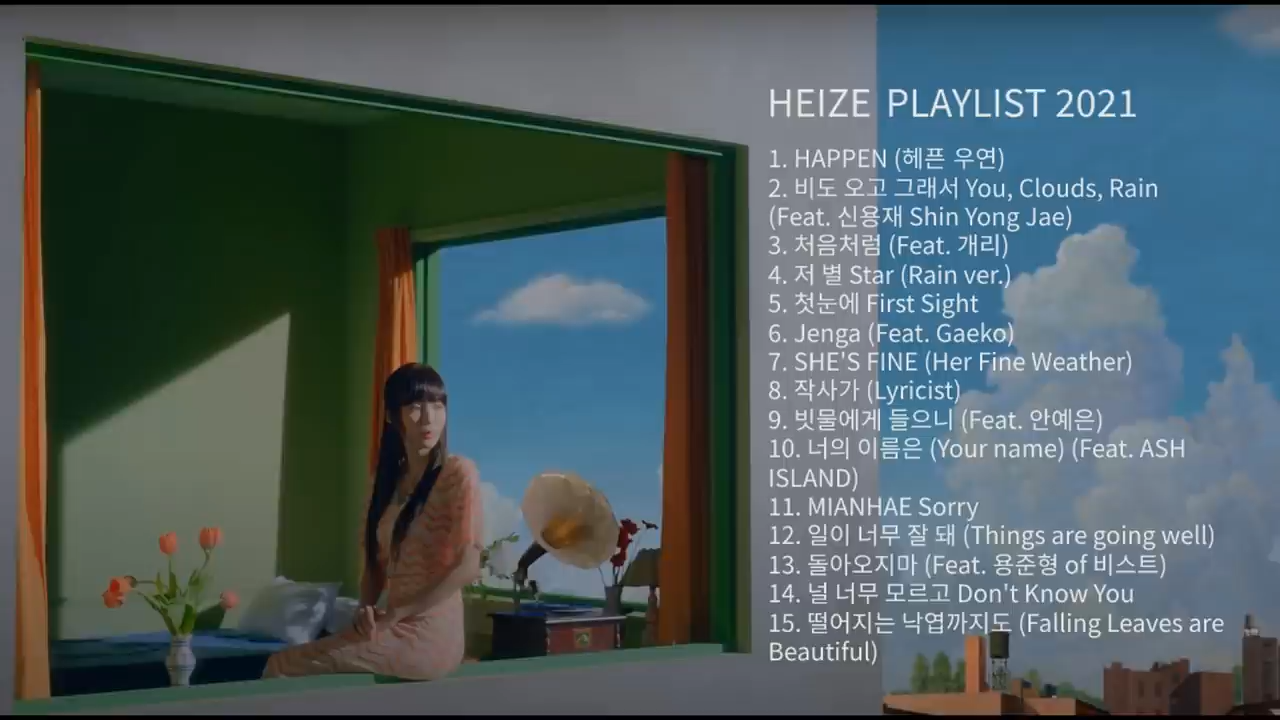 HEIZE PLAYLIST 2021
1. HAPPEN (헤픈 우연)
2. 비도 오고 그래서 You, Clouds, Rain
(Feat. 신용재 Shin Yong Jae)
3. 처음처럼 (Feat. 개리)
4. 저 별 Star (Rain ver.)
5. 첫눈에 First Sight
6. Jenga (Feat. Gaeko)
7. SHE'S FINE (Her Fine Weather)
8. 작사가 (Lyricist)
9. 빗물에게 들으니 (Feat. 안예은)
10. 너의 이름은 (Your name) (Feat. ASH
ISLAND)
11. MIANHAE Sorry
12. 일이 너무 잘 돼 (Things are going well)
13. 돌아오지마 (Feat. 용준형 of 비스트)
14. 널 너무 모르고 Don't Know You
15. 떨어지는 낙엽까지도 (Falling Leaves are
Beautiful)